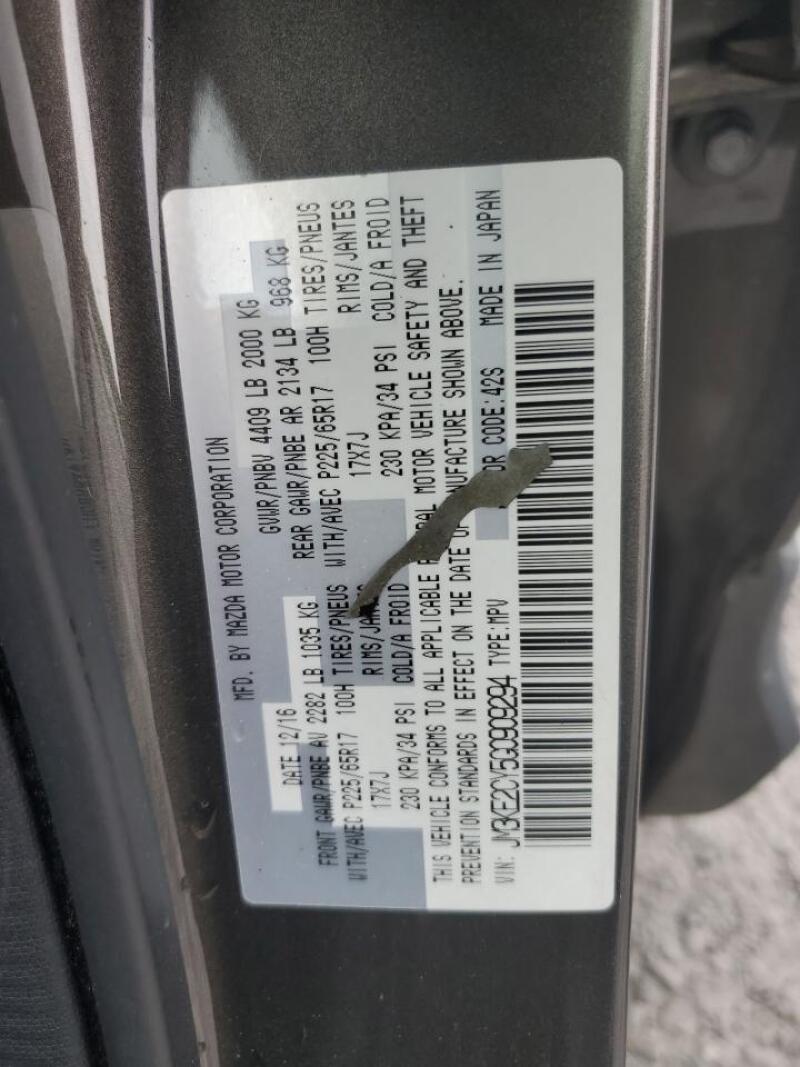 MFD. BY MAZDA MOTOR CORPORATION
DATE 12/16 GVWR/PNBV 4409 LB 2000 KG
FRONT GAWR/PNBE AV 2282 LB 1035 KG REAR GAWR/PNBE AR 2134 LB 968 KG
WITH/AVEC P225/65R17 100H TIRES/PNEUS WITH/AVEC P225/65R17 100H TIRES/PNEUS
17X7J RIMS/ 17X7J RIMS/JANTES
230 KPA/34 PSI COLD/A FROID 230 KPA/34 PSI COLD/A FROID
THIS VEHICLE CONFORMS TO ALL APPLICABLE MOTOR VEHICLE SAFETY AND THEFT
PREVENTION STANDARDS IN EFFECT ON THE DATE SHOWN ABOVE.
VIN: JM3KE2CY5G0909294 TYPE:MPV CODE:42S MADE IN JAPAN